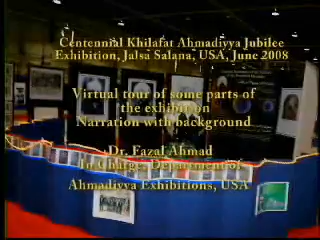 Centennial Khilafat Ahmadiyya Jubilee
Exhibition, Jalsa Salana, USA, June 2008
Virtual tour of some parts of
the exhibition
Narration with background
Dr. Fazal Ahmad
In Charge, Department of
Ahmadiyya Exhibitions, USA